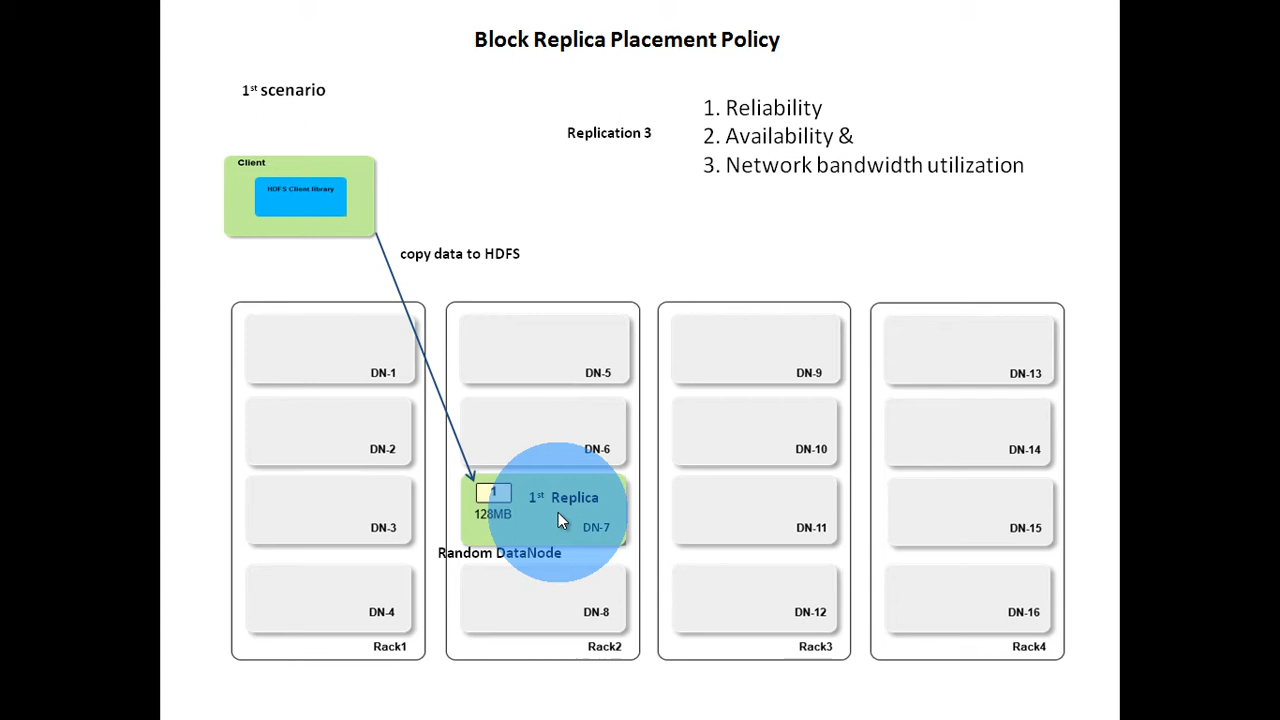 Block Replica Placement Policy
1st scenario
1. Reliability
Replication 3
2. Availability &
3. Network bandwidth utilization
Client
HDFS Client library
copy data to HDFS
DN-1
DN-2
DN-3
DN-4
Rack1
DN-5
DN-6
1
1st Replica
128MB
DN-7
Random DataNode
DN-8
Rack2
DN-9
DN-10
DN-11
DN-12
Rack3
DN-13
DN-14
DN-15
DN-16
Rack4